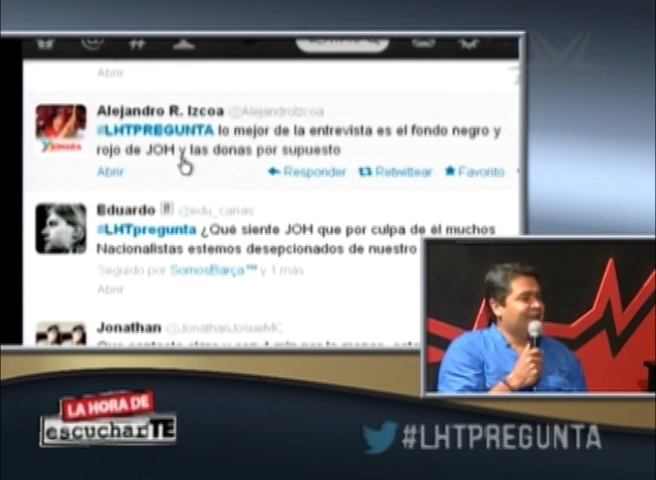 Abrir
Alejandro R. Izcoa @AlejandroIzcoa
#LHTPREGUNTA lo mejor de la entrevista es el fondo negro y
rojo de JOH y las donas por supuesto
Abrir Responder Retwittear Favorito
Eduardo @edu_canas
#LHTpregunta ¿Qué siente JOH que por culpa de él muchos
Nacionalistas estemos desepcionados de nuestro
Seguido por SomosBarça™ y 1 más
Abrir
Jonathan @JonathanJosueMC
LA HORA DE
escucharTE
#LHTPREGUNTA